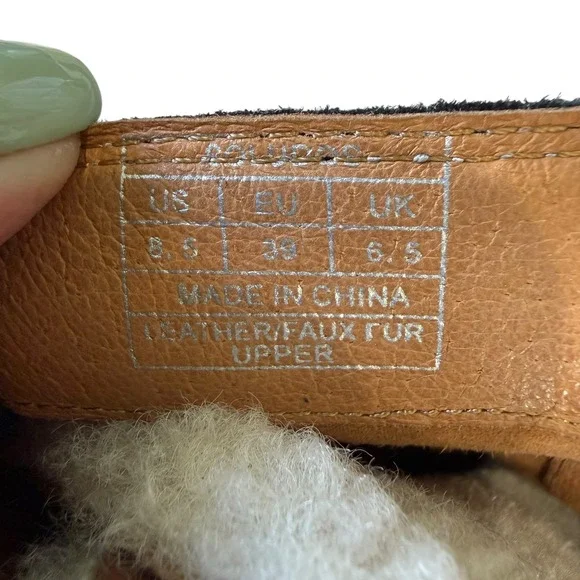 US EU UK
8.5 39 6.5
MADE IN CHINA
LEATHER/FAUX FUR
UPPER